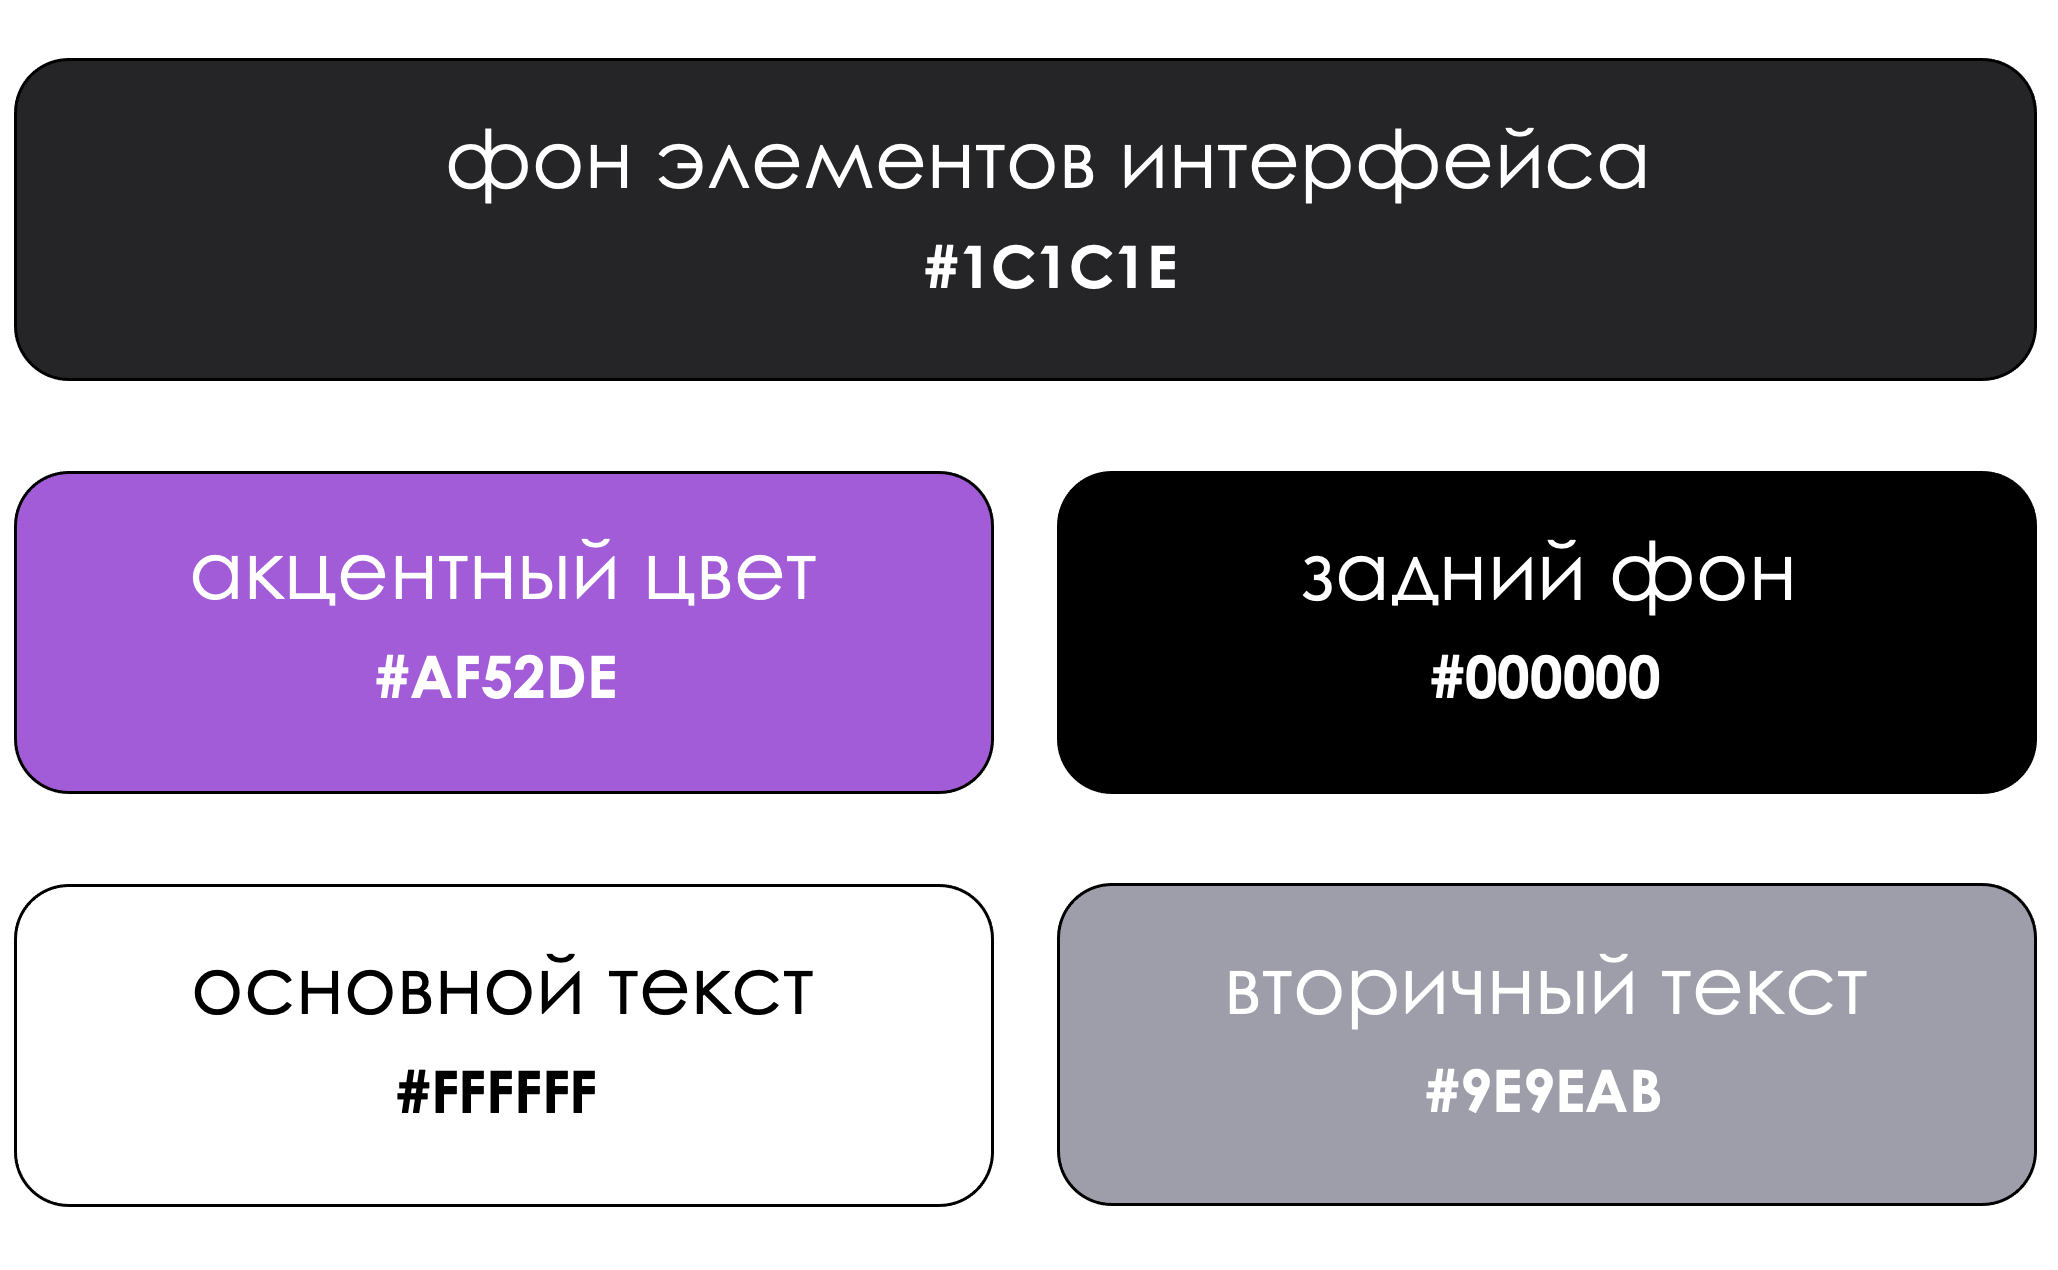 фон элементов интерфейса
#1C1C1E
акцентный цвет
#AF52DE
задний фон
#000000
основной текст
#FFFFFF
вторичный текст
#9E9EAB